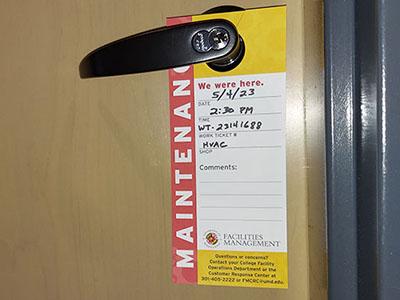 MAINTENANC
We were here.
5/4/23
DATE
2:30 PM
TIME
WT-23141688
WORK TICKET #
HVAC
SHOP
Comments:
FACILITIES
MANAGEMENT
Questions or concerns?
Contact your College Facility
Operations Department or the
Customer Response Center at
301-405-2222 or FMCRC@umd.edu.